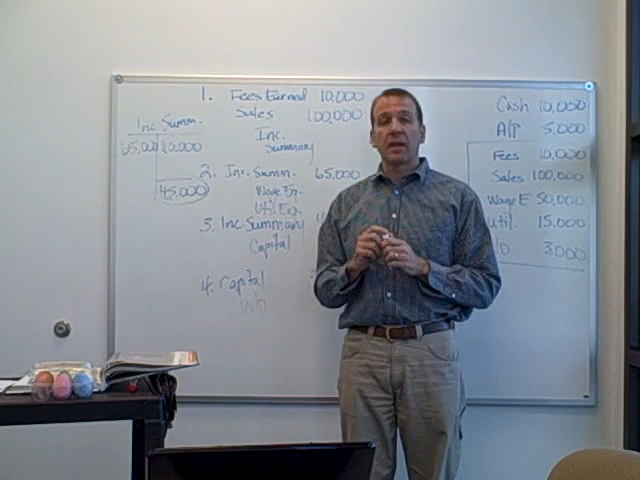 1. Fees Earned 10,000
Sales 100,000
Inc.
Summary
2. Inc. Summ. 65,000
Wage Exp.
Util Exp.
3. Inc Summary
Capital
4. Capital
W/D
Inc. Summ.
65,000 10,000
45,000
Cash 10,000
A/P 5,000
Fees 10,000
Sales 100,000
Wage E 50,000
util. 15,000
/D 3,000